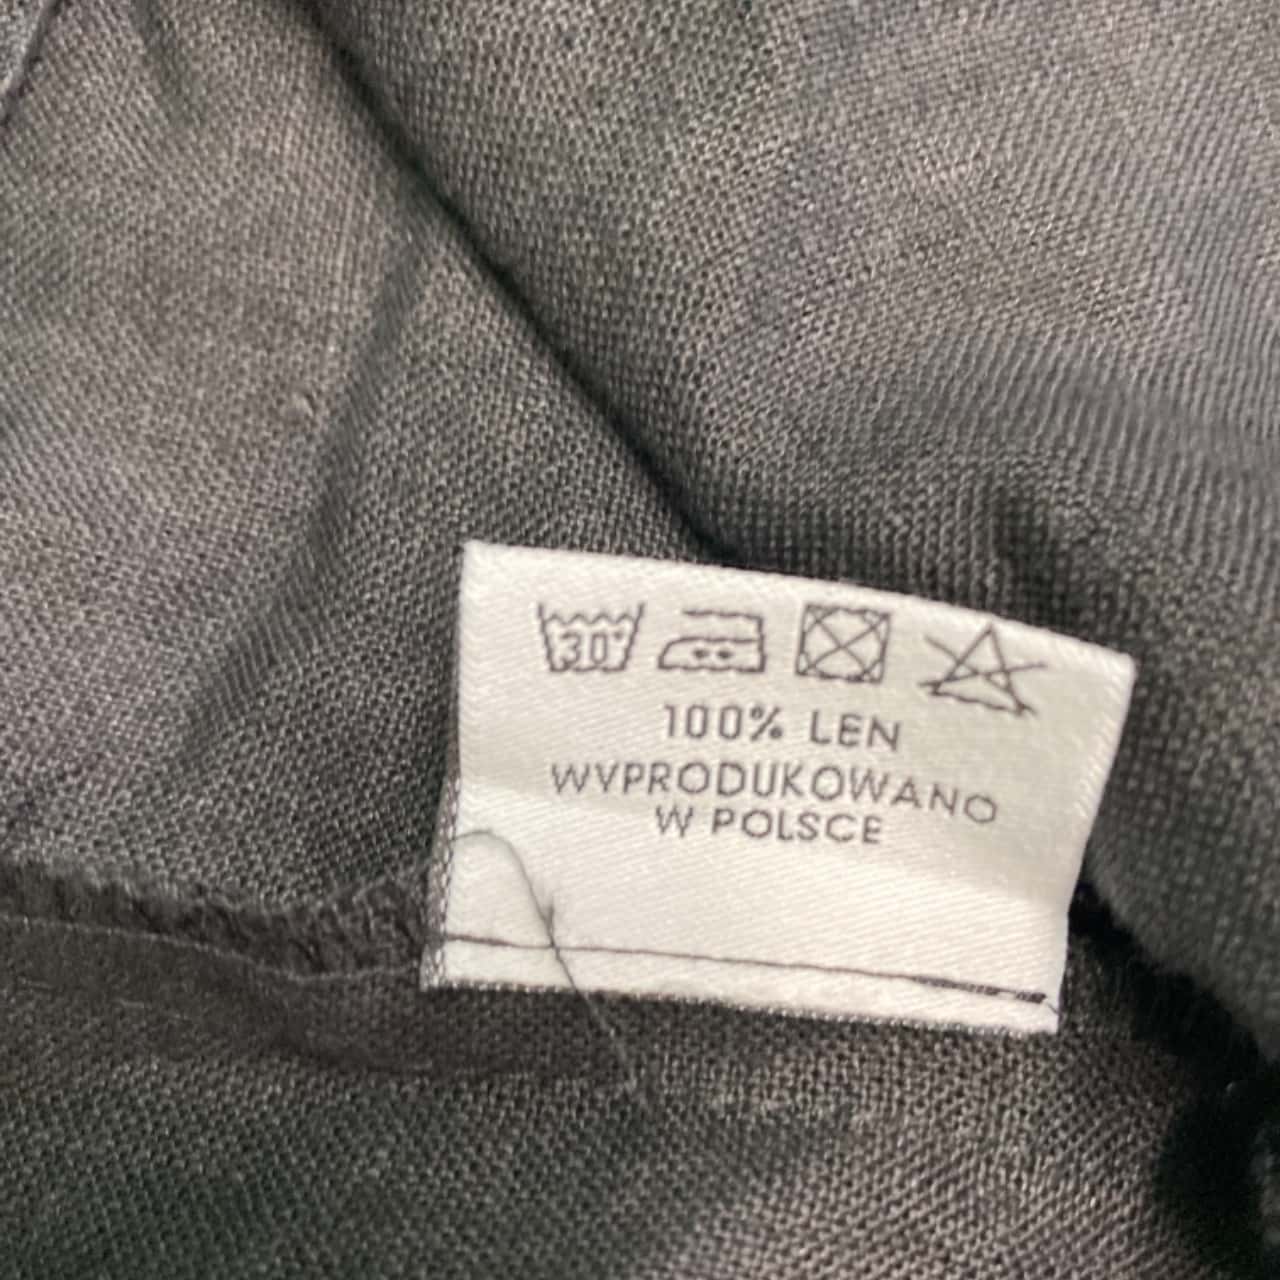 30°
100% LEN
WYPRODUKOWANO
W POLSCE